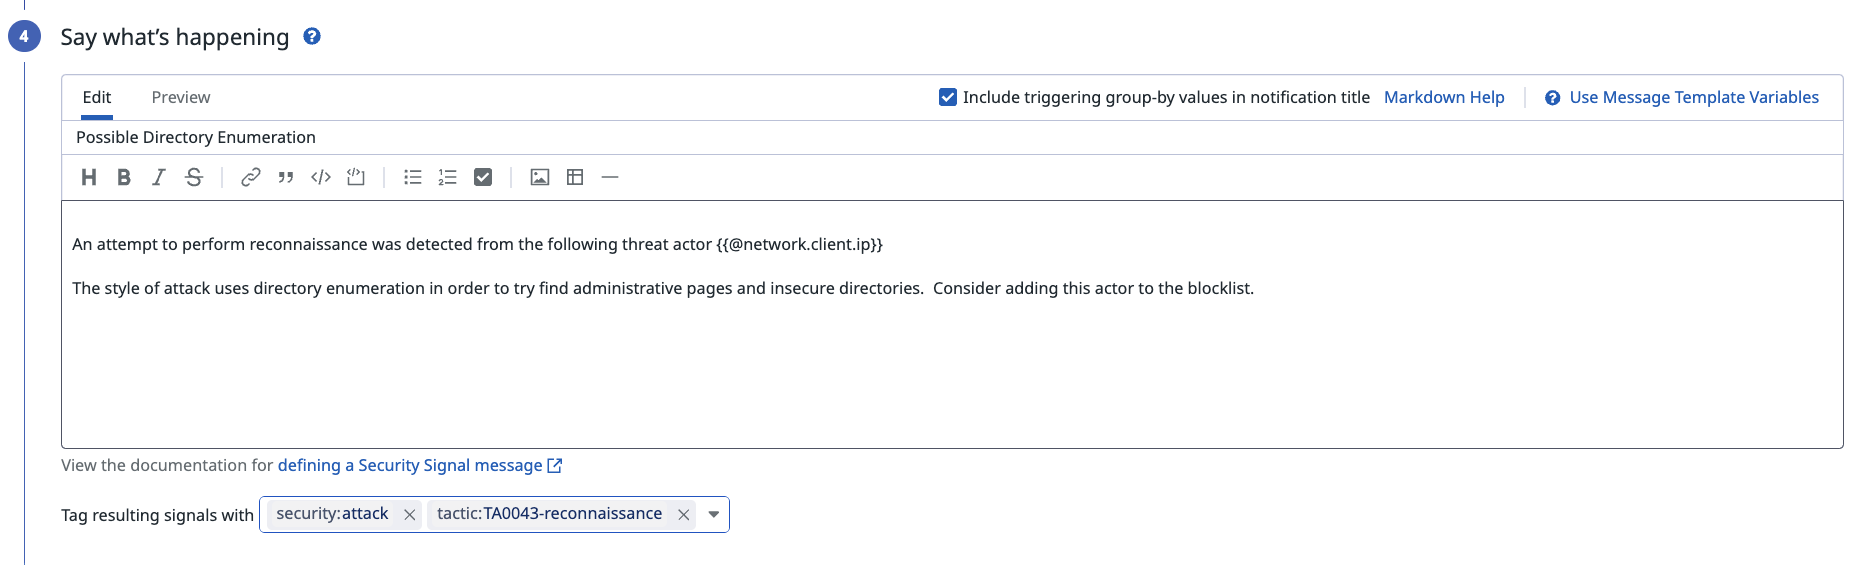 4 Say what's happening ?
Edit Preview Include triggering group-by values in notification title Markdown Help ? Use Message Template Variables
Possible Directory Enumeration
An attempt to perform reconnaissance was detected from the following threat actor {{@network.client.ip}}
The style of attack uses directory enumeration in order to try find administrative pages and insecure directories.  Consider adding this actor to the blocklist.
View the documentation for defining a Security Signal message
Tag resulting signals with security:attack tactic:TA0043-reconnaissance